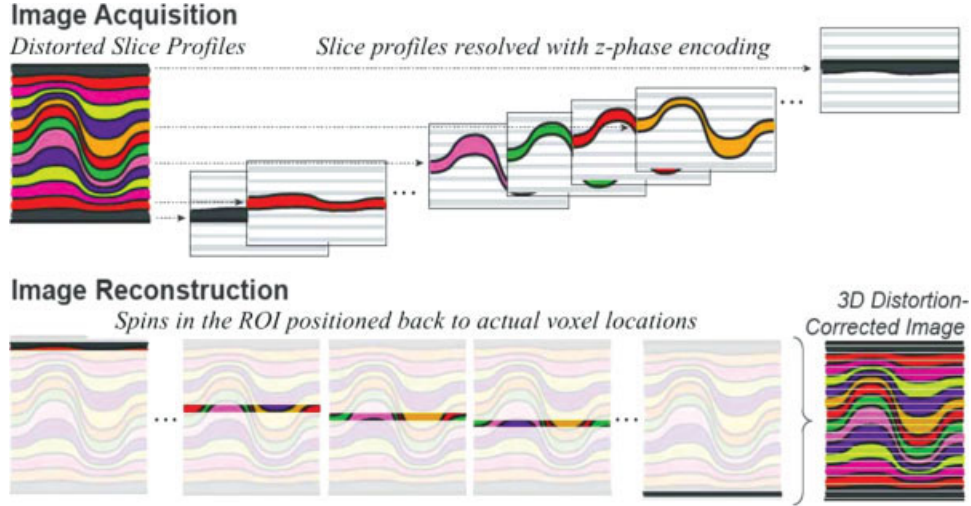 Image Acquisition
Distorted Slice Profiles
Slice profiles resolved with z-phase encoding
...
...
...
Image Reconstruction
Spins in the ROI positioned back to actual voxel locations
3D Distortion-
Corrected Image
...
...